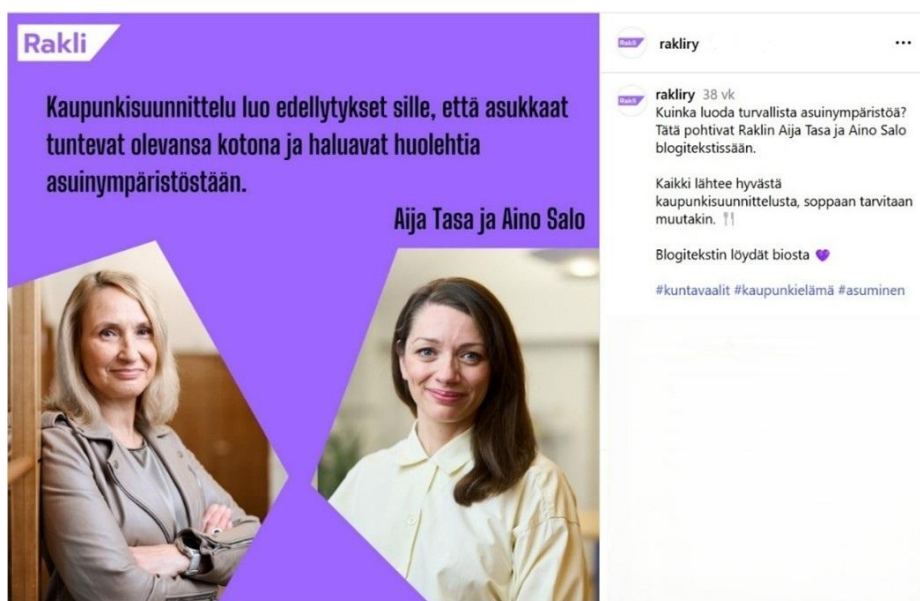 Rakli
Kaupunkisuunnittelu luo edellytykset sille, että asukkaat
tuntevat olevansa kotona ja haluavat huolehtia
asuinympäristöstään.
Aija Tasa ja Aino Salo
Rakli
rakliry
Rakli
rakliry 38 vk
Kuinka luoda turvallista asuinympäristöä?
Tätä pohtivat Raklin Aija Tasa ja Aino Salo
blogitekstissään.
Kaikki lähtee hyvästä
kaupunkisuunnittelusta, soppaan tarvitaan
muutakin. 🍴
Blogitekstin löydät biosta 💜
#kuntavaalit #kaupunkielämä #asuminen